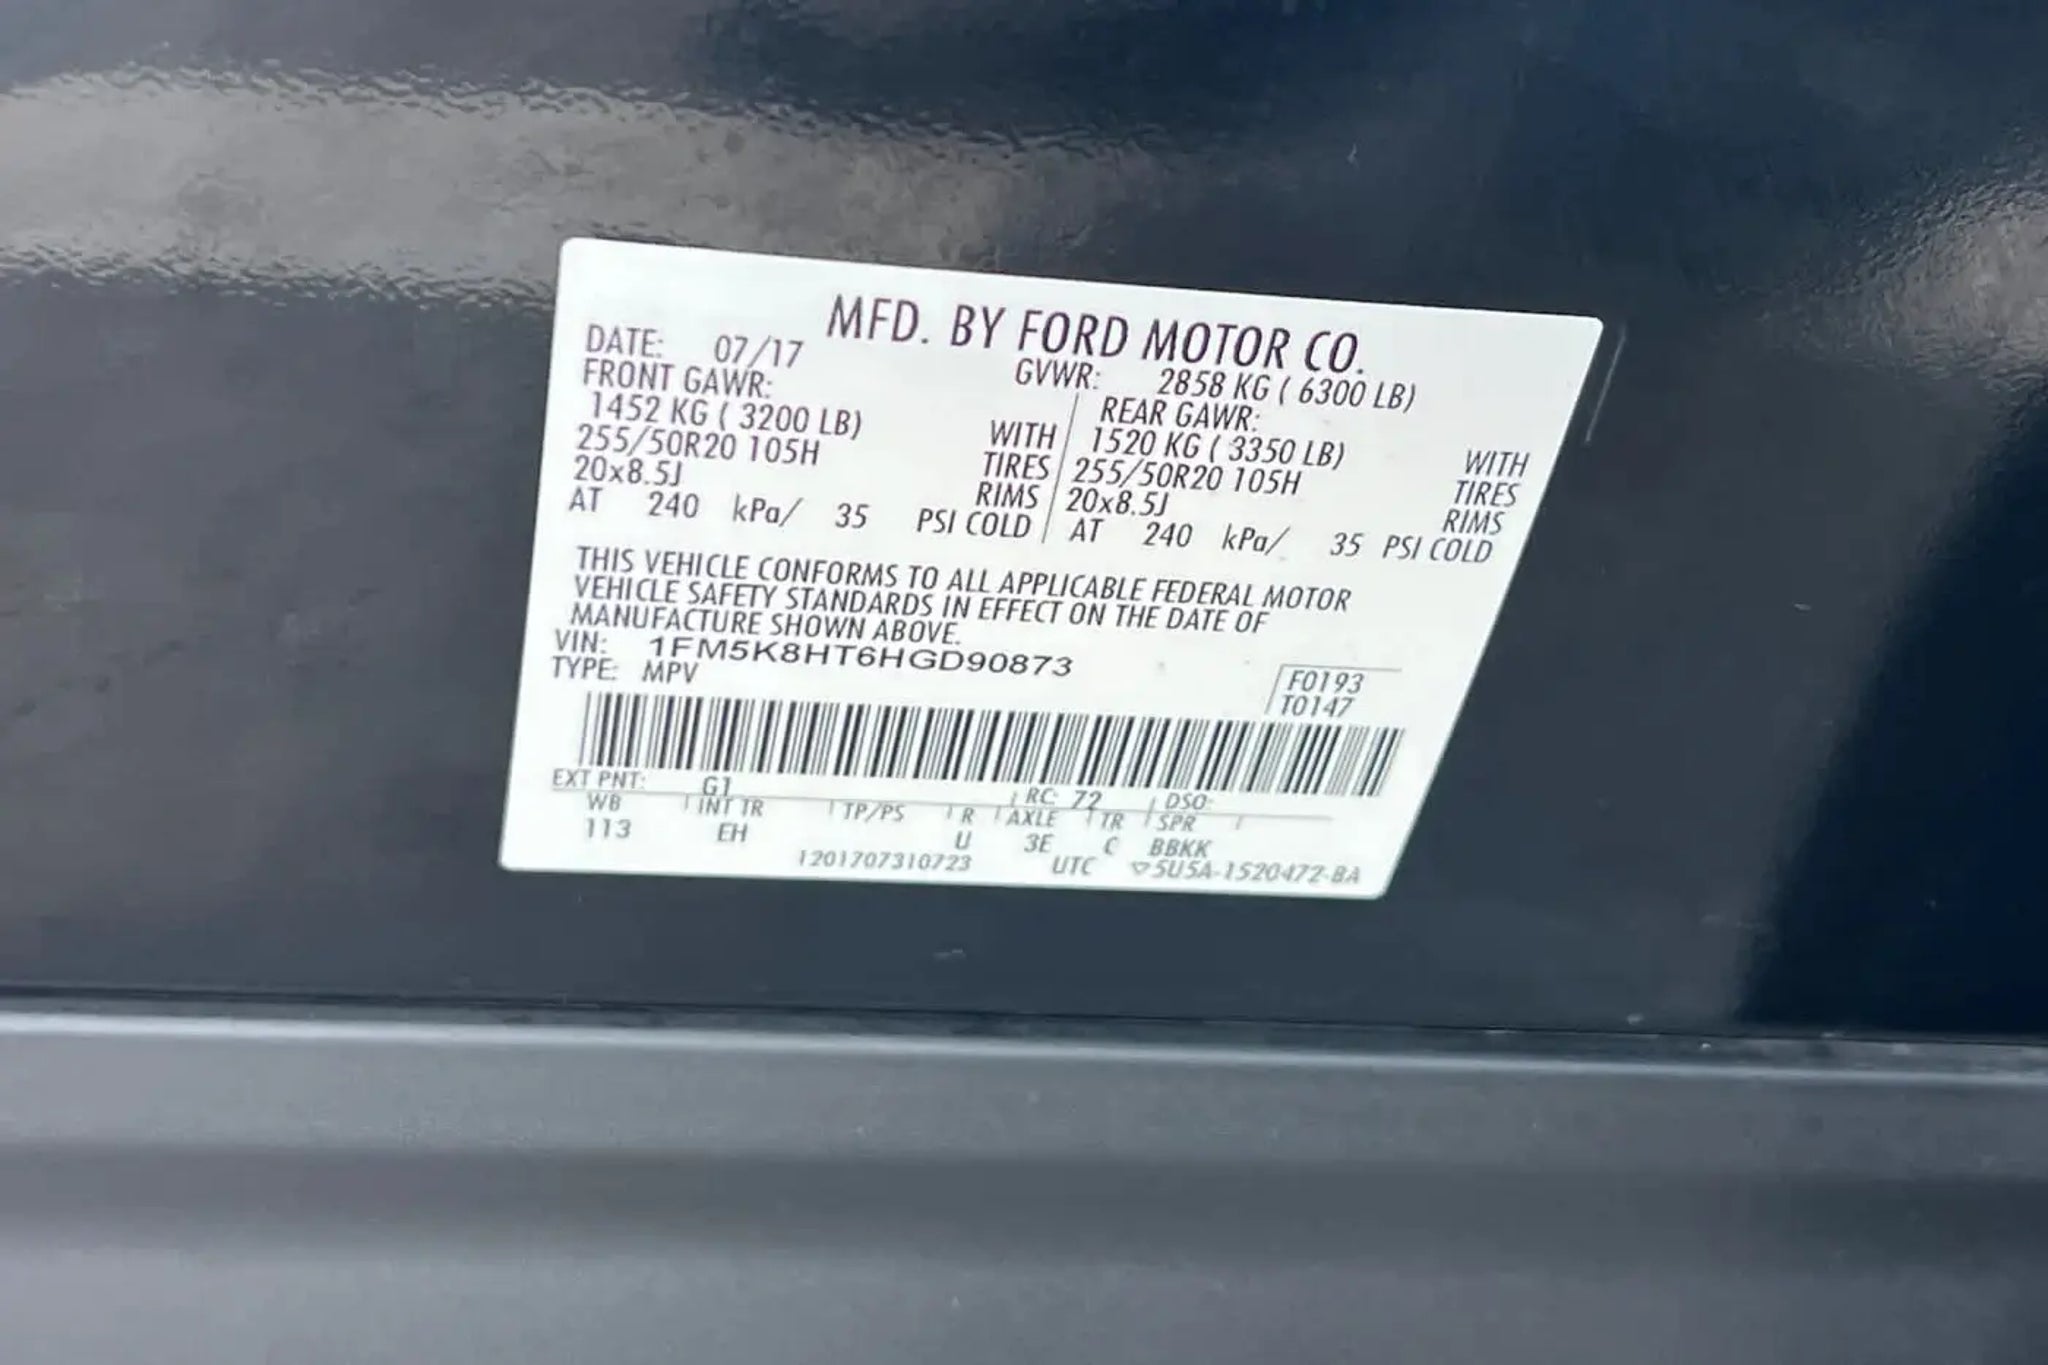 MFD. BY FORD MOTOR CO.
DATE: 07/17 GVWR: 2858 KG ( 6300 LB)
FRONT GAWR: REAR GAWR:
1452 KG ( 3200 LB) WITH 1520 KG ( 3350 LB) WITH
255/50R20 105H TIRES 255/50R20 105H TIRES
20x8.5J RIMS 20x8.5J RIMS
AT 240 kPa/ 35 PSI COLD AT 240 kPa/ 35 PSI COLD
THIS VEHICLE CONFORMS TO ALL APPLICABLE FEDERAL MOTOR
VEHICLE SAFETY STANDARDS IN EFFECT ON THE DATE OF
MANUFACTURE SHOWN ABOVE.
VIN: 1FM5K8HT6HGD90873
TYPE: MPV
F0193
T0147
EXT PNT: G1 RC: 72 DSO:
WB INT TR TP/PS R AXLE TR SPR
113 EH U 3E C BBKK
1201707310723 UTC ▽5U5A-1520472-BA